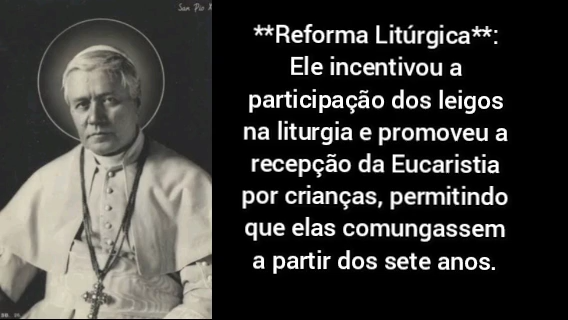 San Pio X
**Reforma Litúrgica**:
Ele incentivou a
participação dos leigos
na liturgia e promoveu a
recepção da Eucaristia
por crianças, permitindo
que elas comungassem
a partir dos sete anos.